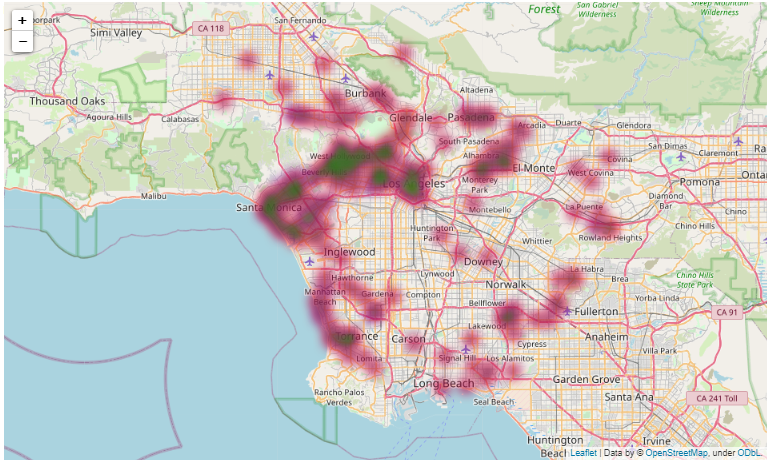 +
−
oorpark
Simi Valley
CA 118
San Fernando
Forest
San Gabriel
Wilderness
Sheep Mountain
Wilderness
Thousand Oaks
Agoura Hills
Calabasas
Burbank
Altadena
Glendale
Pasadena
Arcadia
Duarte
Glendora
South Pasadena
San Dimas
Claremont
West
Alhambra
El Monte
Covina
West Covina
Ra
Beverly
Los Angeles
Monterey
Park
Pomona
Onta
Malibu
Santa Monica
Montebello
La Puente
Diamond
Bar
Chino
Huntington
Park
Whittier
Rowland Heights
Chino Hills
Inglewood
Downey
La Habra
Brea
Chino Hills
State Park
Hawthorne
Lynwood
Norwalk
Manhattan
Beach
Gardena
Compton
Bellflower
Yorba Linda
Fullerton
CA 91
Torrance
Carson
Lakewood
Cypress
Anaheim
Villa Park
Lomita
Signal Hill
Los Alamitos
Rancho Palos
Verdes
Long Beach
Garden Grove
Seal Beach
Santa Ana
CA 241 Toll
Huntington
Beach
Irvine
Leaflet | Data by © OpenStreetMap, under ODbL.